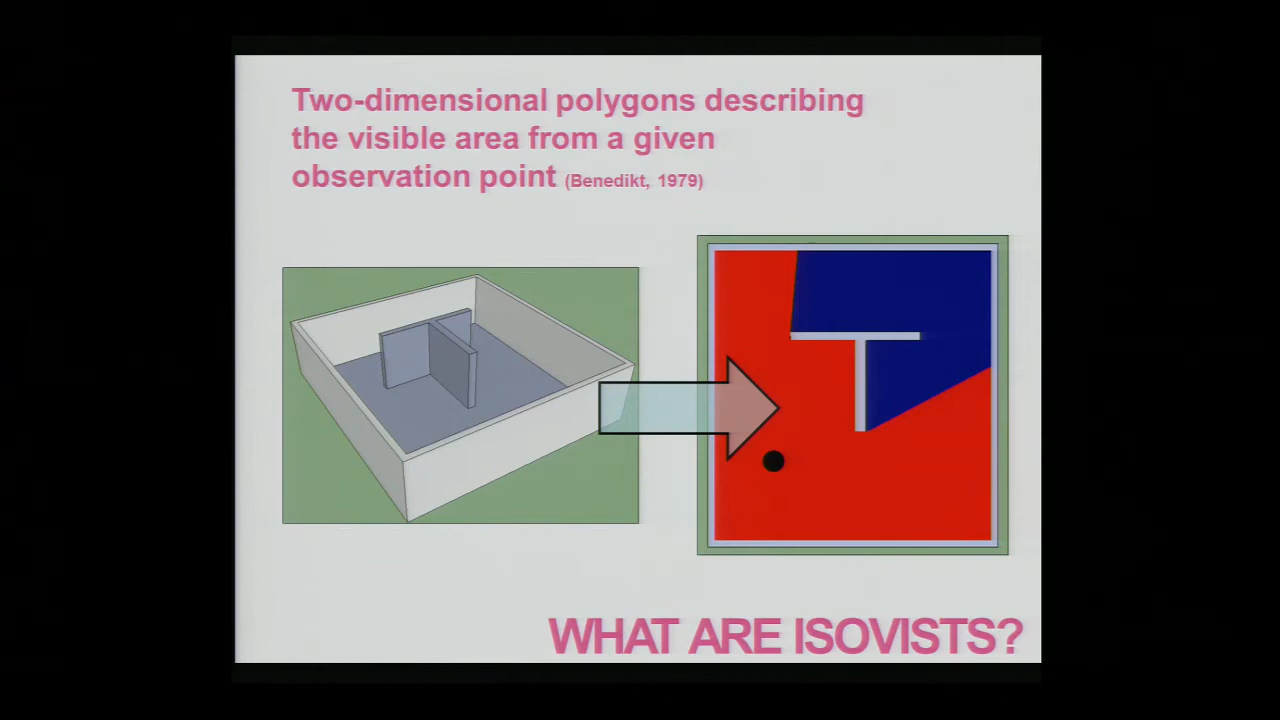 Two-dimensional polygons describing
the visible area from a given
observation point (Benedikt, 1979)
WHAT ARE ISOVISTS?